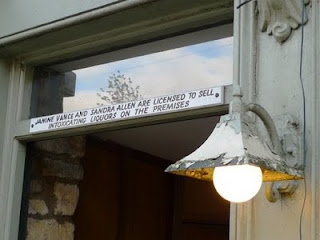 JANINE VANCE AND SANDRA ALLEN ARE LICENSED TO SELL
INTOXICATING LIQUORS ON THE PREMISES